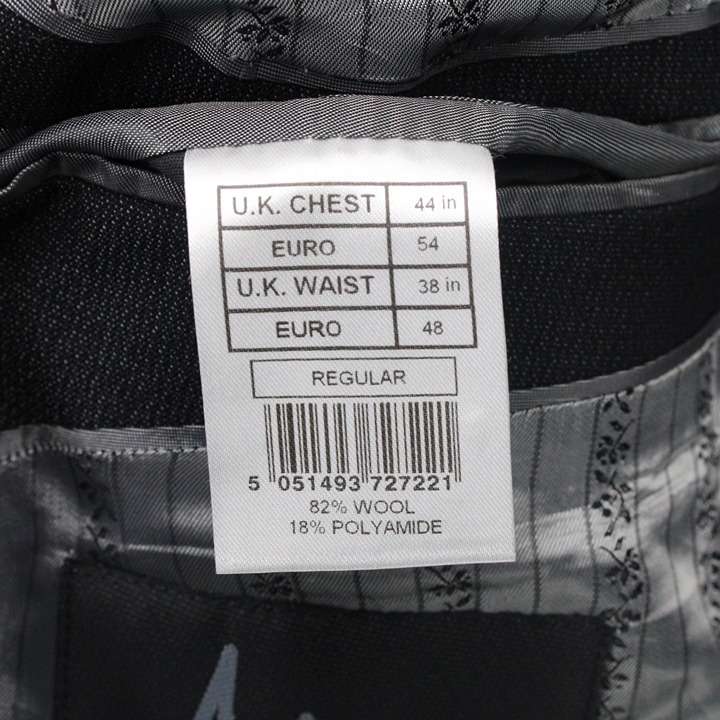 U.K. CHEST 44 in
EURO 54
U.K. WAIST 38 in
EURO 48
REGULAR
5 051493 727221
82% WOOL
18% POLYAMIDE